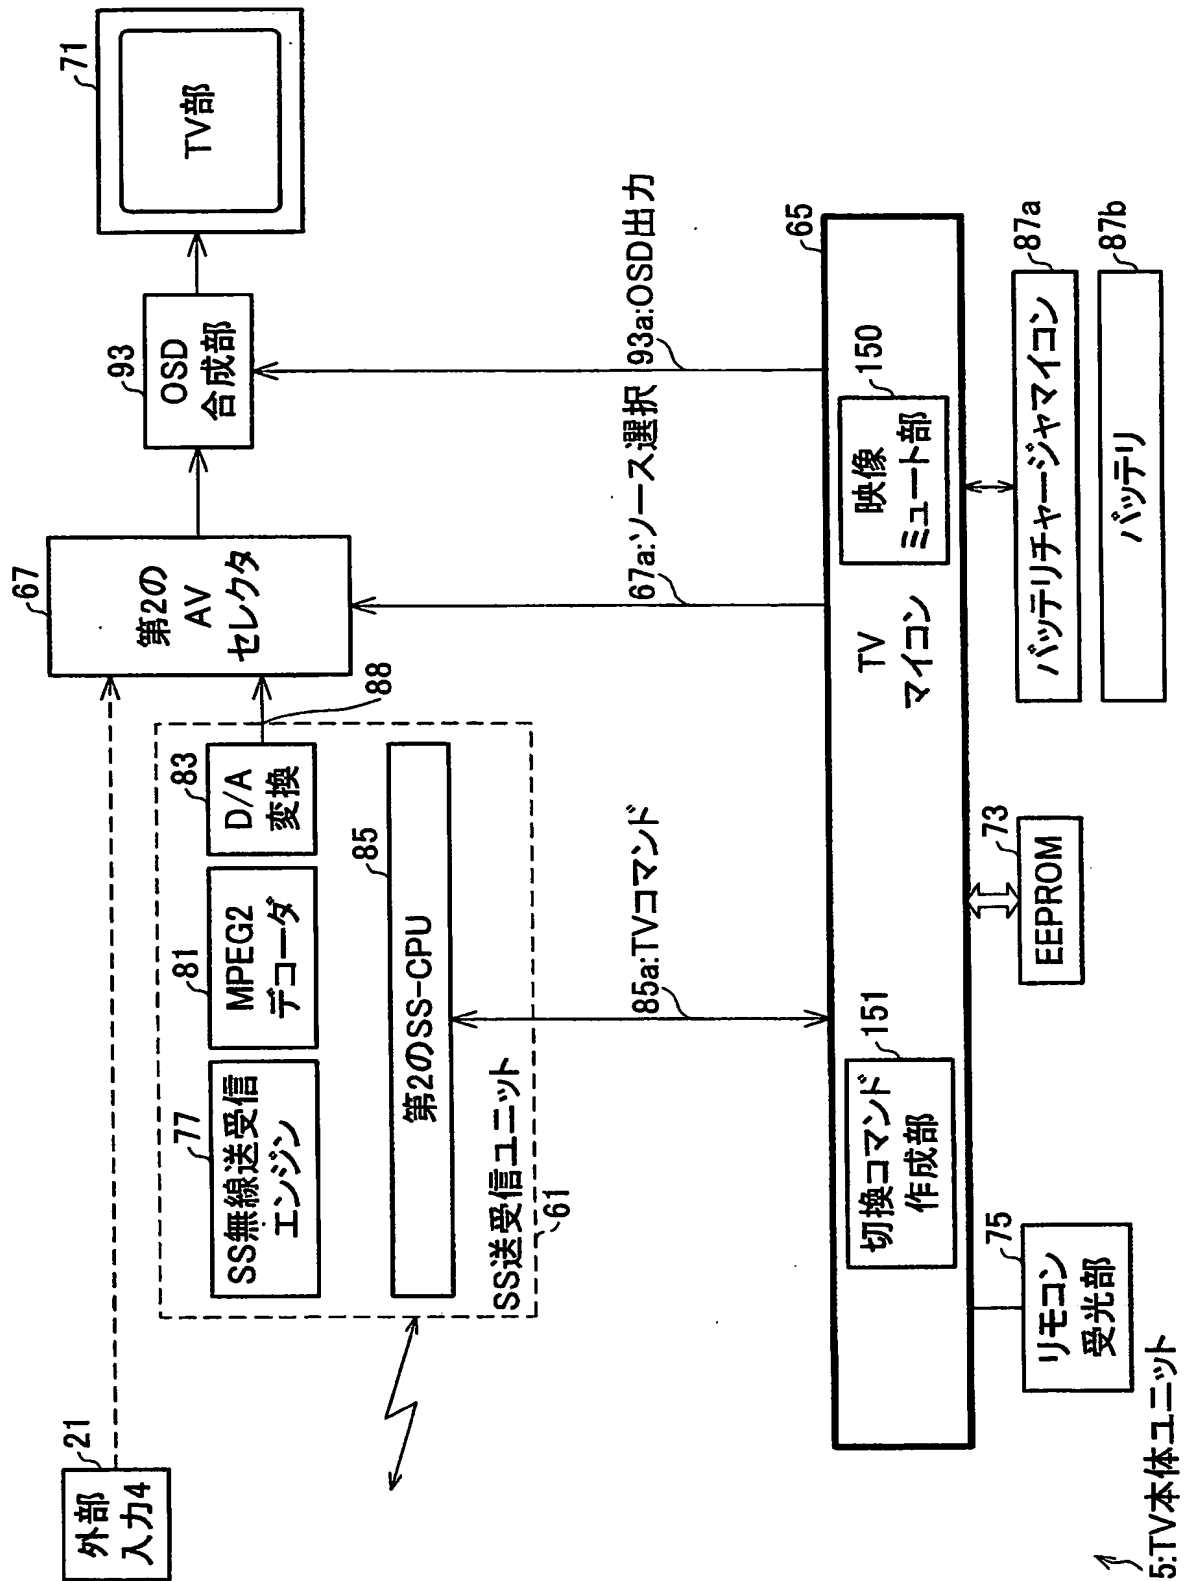 外部
入力4
21
67
第2の
AV
セレクタ
93
OSD
合成部
71
TV部
77
SS無線送受信
エンジン
81
MPEG2
デコーダ
83
D/A
変換
88
85
第2のSS-CPU
SS送受信ユニット
61
85a:TVコマンド
67a:ソース選択
93a:OSD出力
65
切換コマンド
作成部
151
TV
マイコン
映像
ミュート部
150
75
リモコン
受光部
73
EEPROM
87a
バッテリチャージャマイコン
87b
バッテリ
5:TV本体ユニット